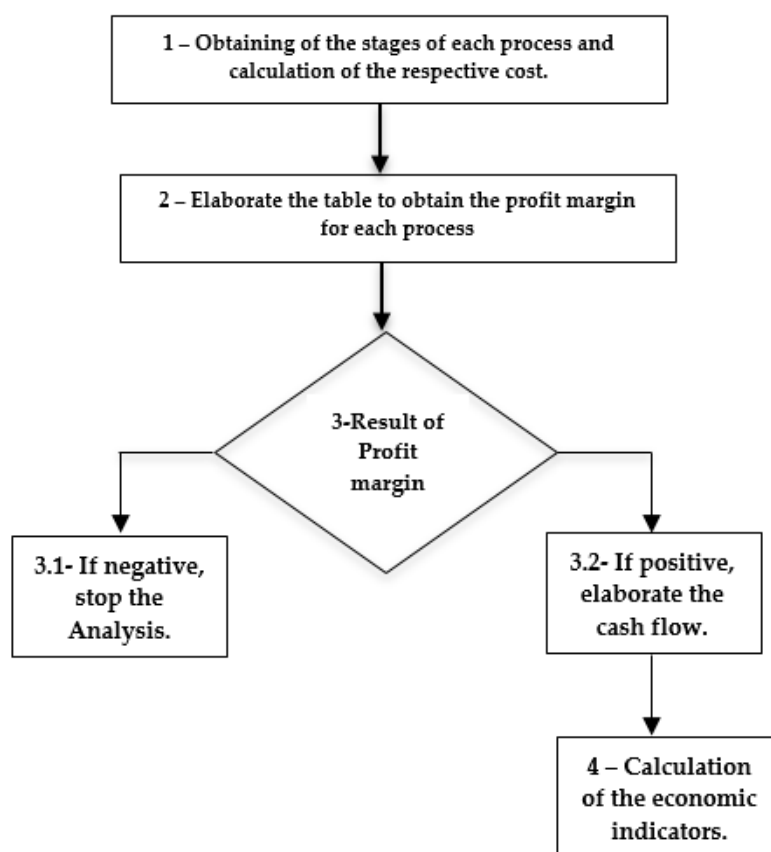 1 – Obtaining of the stages of each process and
calculation of the respective cost.
2 – Elaborate the table to obtain the profit margin
for each process
3-Result of
Profit
margin
3.1- If negative,
stop the
Analysis.
3.2- If positive,
elaborate the
cash flow.
4 – Calculation
of the economic
indicators.